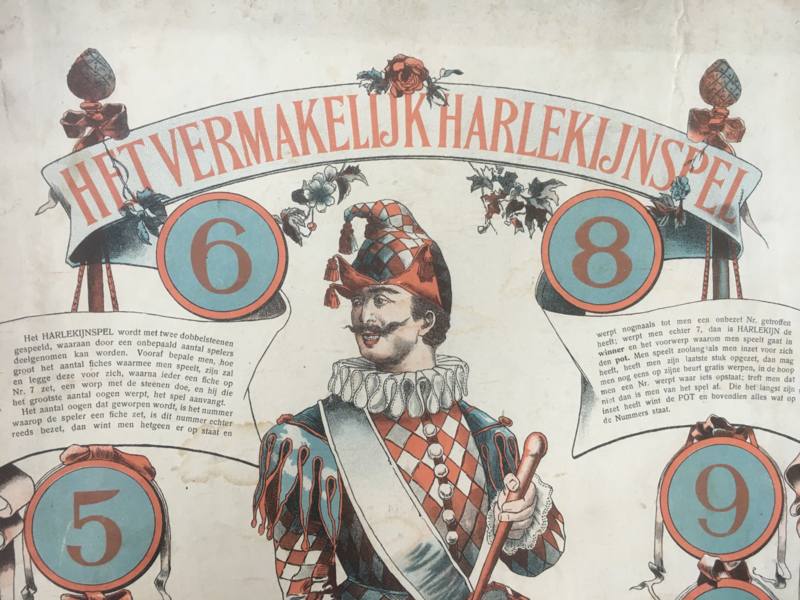 HET VERMAKELIJK HARLEKIJNSPEL
6
8
Het HARLEKIJNSPEL wordt met twee dobbelsteenen
gespeeld, waaraan door een onbepaald aantal spelers
deelgenomen kan worden. Vooraf bepale men, hoe
groot het aantal fiches waarmee men speelt, zijn zal
en legge deze voor zich, waarna ieder een fiche op
Nr. 7 zet, een worp met de steenen doe, en hij die
het grootste aantal oogen werpt, het spel aanvangt.
Het aantal oogen dat geworpen wordt, is het nummer
waarop de speler een fiche zet, is dit nummer echter
reeds bezet, dan wint men hetgeen er op staat en
werpt nogmaals tot men een onbezet Nr. getroffen
heeft; werpt men echter 7, dan is HARLEKIJN de
winner en het voorwerp waarom men speelt gaat in
den pot. Men speelt zoolang als men inzet voor zich
heeft, heeft men zijn laatste stuk opgezet, dan mag
men nog eens op zijne beurt gratis werpen, in de hoop
men een Nr. werpt waar iets opstaat; treft men dat
niet dan is men van het spel af. Die het langst zijn
inzet heeft wint de POT en bovendien alles wat op
de Nummers staat.
5
9